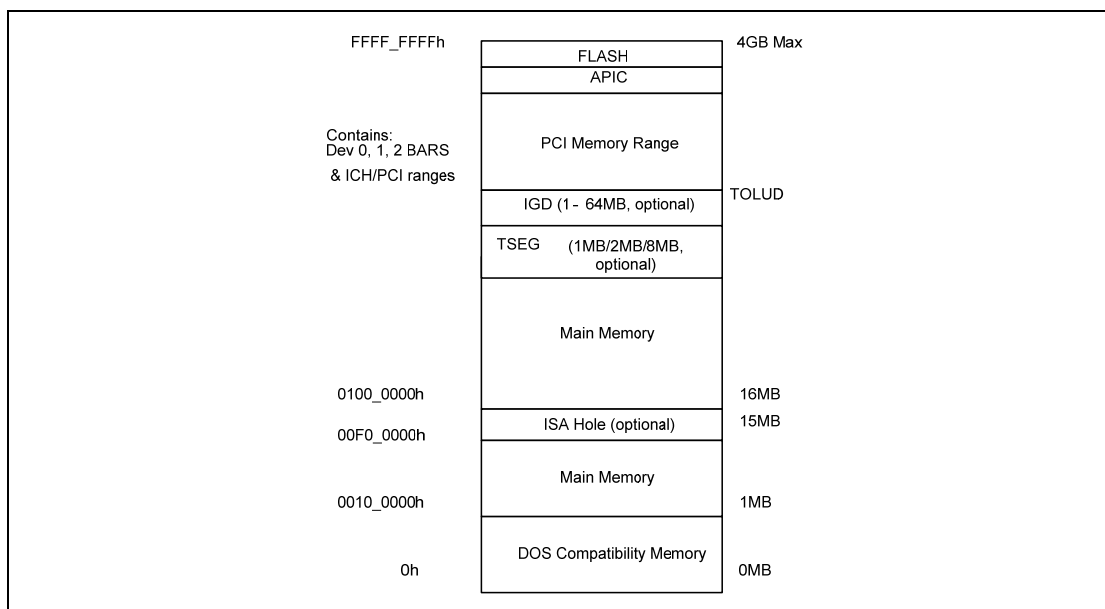 FFFF_FFFFh
4GB Max
FLASH
APIC
Contains:
Dev 0, 1, 2 BARS
& ICH/PCI ranges
PCI Memory Range
TOLUD
IGD (1- 64MB, optional)
TSEG (1MB/2MB/8MB,
optional)
Main Memory
0100_0000h
16MB
ISA Hole (optional)
15MB
00F0_0000h
Main Memory
0010_0000h
1MB
DOS Compatibility Memory
0h
0MB